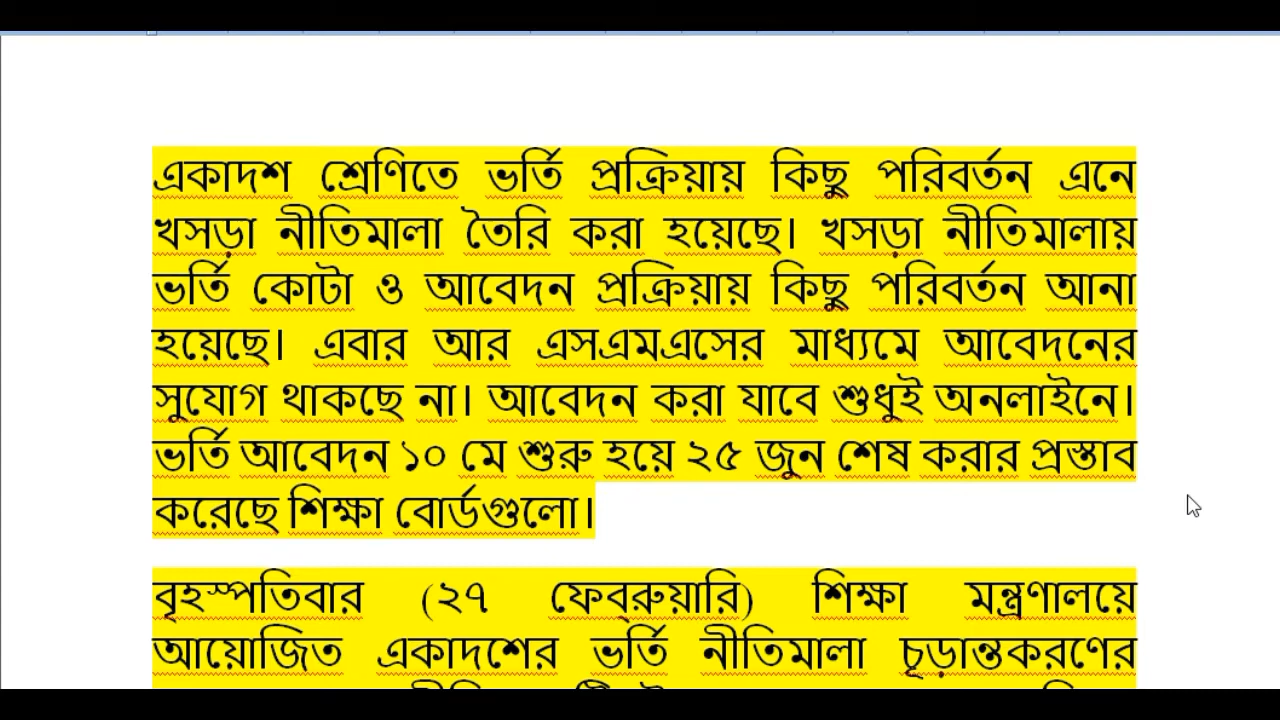 একাদশ শ্রেণিতে ভর্তি প্রক্রিয়ায় কিছু পরিবর্তন এনে
খসড়া নীতিমালা তৈরি করা হয়েছে। খসড়া নীতিমালায়
ভর্তি কোটা ও আবেদন প্রক্রিয়ায় কিছু পরিবর্তন আনা
হয়েছে। এবার আর এসএমএসের মাধ্যমে আবেদনের
সুযোগ থাকছে না। আবেদন করা যাবে শুধুই অনলাইনে।
ভর্তি আবেদন ১০ মে শুরু হয়ে ২৫ জুন শেষ করার প্রস্তাব
করেছে শিক্ষা বোর্ডগুলো।
বৃহস্পতিবার (২৭ ফেব্রুয়ারি) শিক্ষা মন্ত্রণালয়ে
আয়োজিত একাদশের ভর্তি নীতিমালা চূড়ান্তকরণের